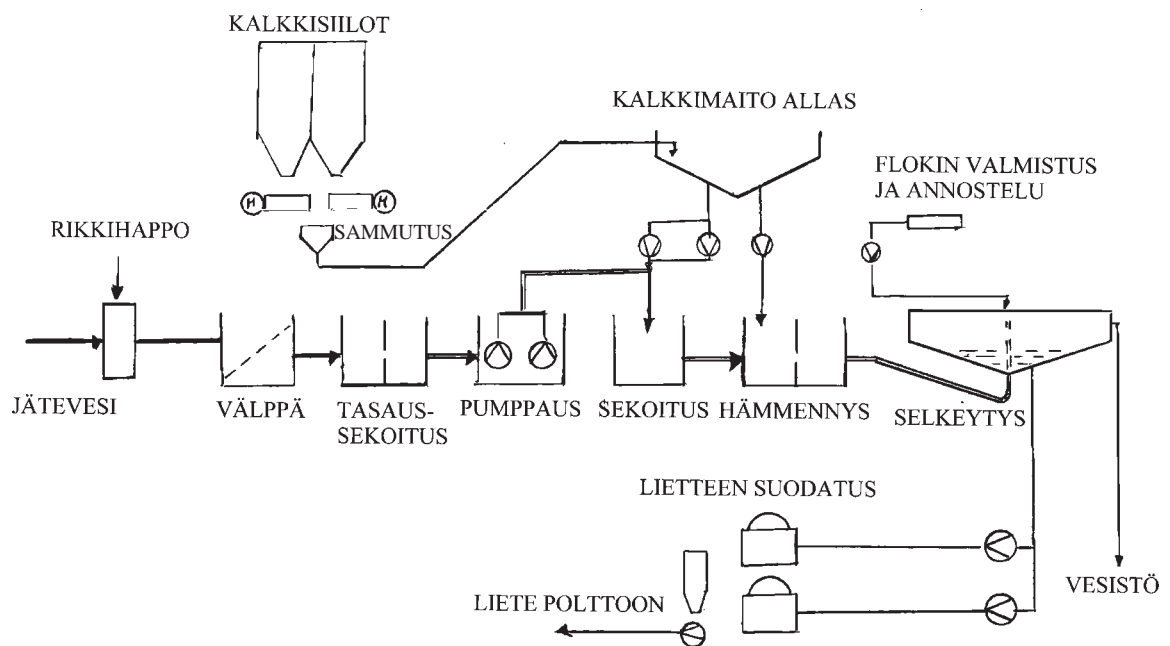 KALKKISIILOT
KALKKIMAITO ALLAS
FLOKIN VALMISTUS
JA ANNOSTELU
M
M
RIKKIHAPPO
SAMMUTUS
JÄTEVESI
VÄLPPÄ
TASAUS-
SEKOITUS
PUMPPAUS
SEKOITUS
HÄMMENNYS
SELKEYTYS
LIETTEEN SUODATUS
VESISTÖ
LIETE POLTTOON